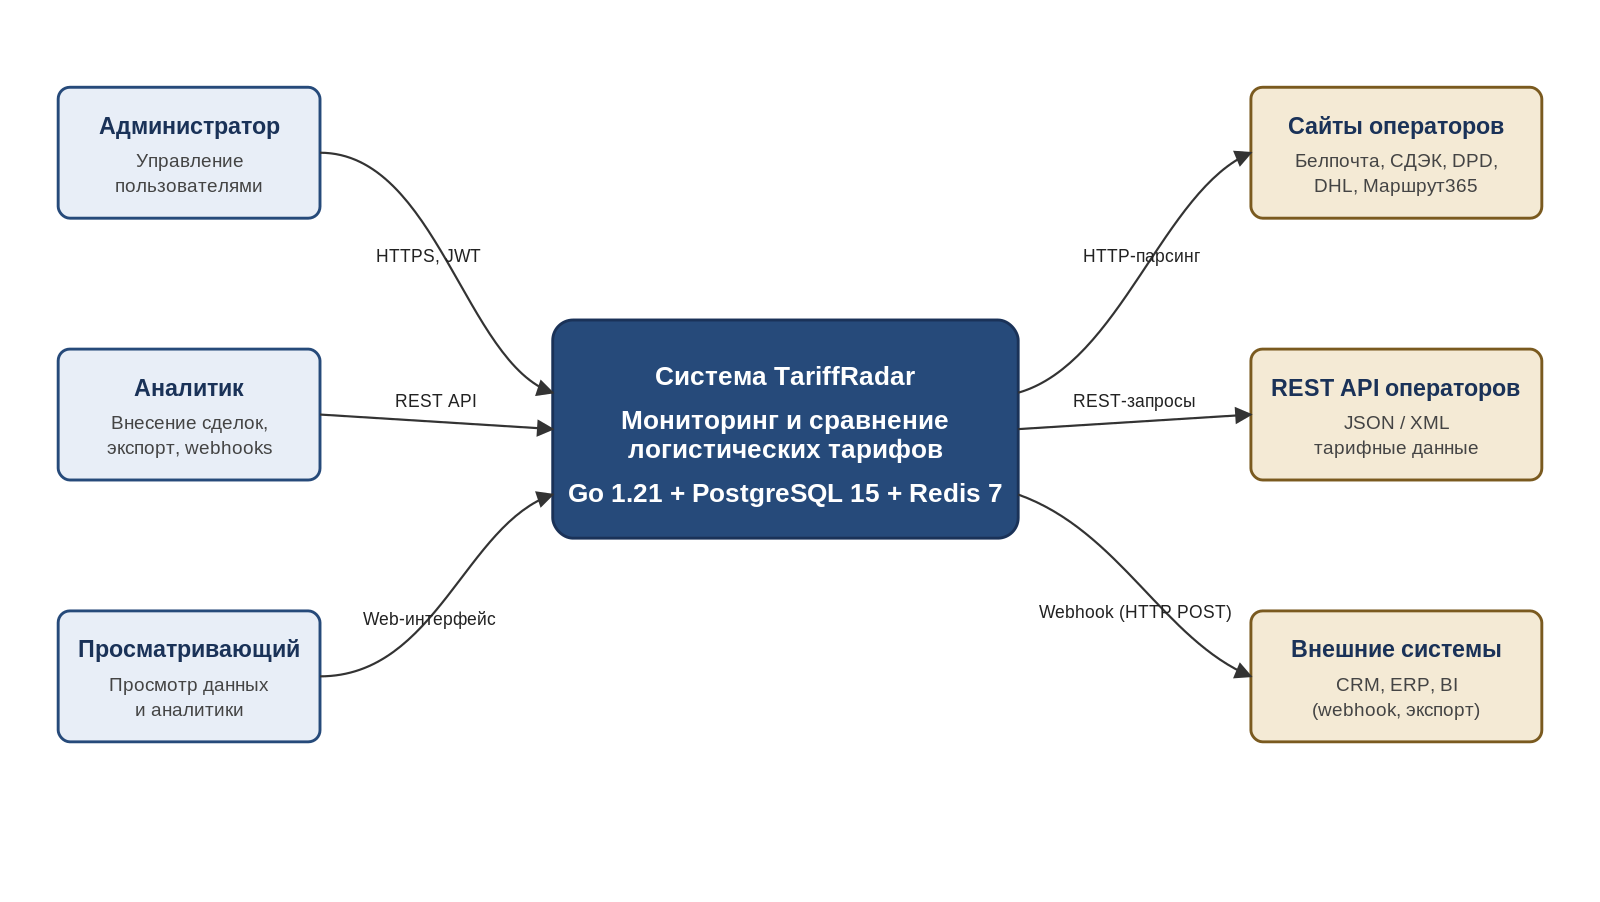 Администратор
Управление
пользователями
HTTPS, JWT
Аналитик
Внесение сделок,
экспорт, webhooks
REST API
Просматривающий
Просмотр данных
и аналитики
Web-интерфейс
Система TariffRadar
Мониторинг и сравнение
логистических тарифов
Go 1.21 + PostgreSQL 15 + Redis 7
HTTP-парсинг
Сайты операторов
Белпочта, СДЭК, DPD,
DHL, Маршрут365
REST-запросы
REST API операторов
JSON / XML
тарифные данные
Webhook (HTTP POST)
Внешние системы
CRM, ERP, BI
(webhook, экспорт)